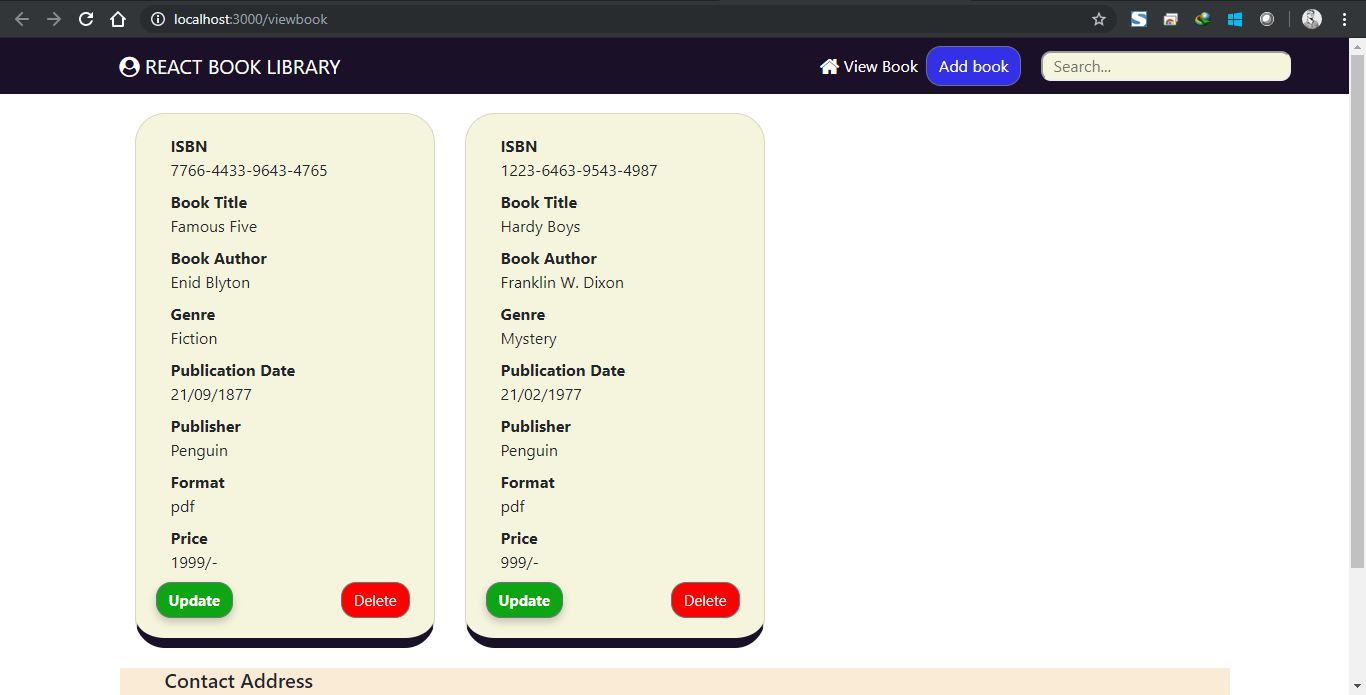 localhost:3000/viewbook
REACT BOOK LIBRARY
View Book
Add book
Search...
ISBN
7766-4433-9643-4765
Book Title
Famous Five
Book Author
Enid Blyton
Genre
Fiction
Publication Date
21/09/1877
Publisher
Penguin
Format
pdf
Price
1999/-
Update
Delete
ISBN
1223-6463-9543-4987
Book Title
Hardy Boys
Book Author
Franklin W. Dixon
Genre
Mystery
Publication Date
21/02/1977
Publisher
Penguin
Format
pdf
Price
999/-
Update
Delete
Contact Address